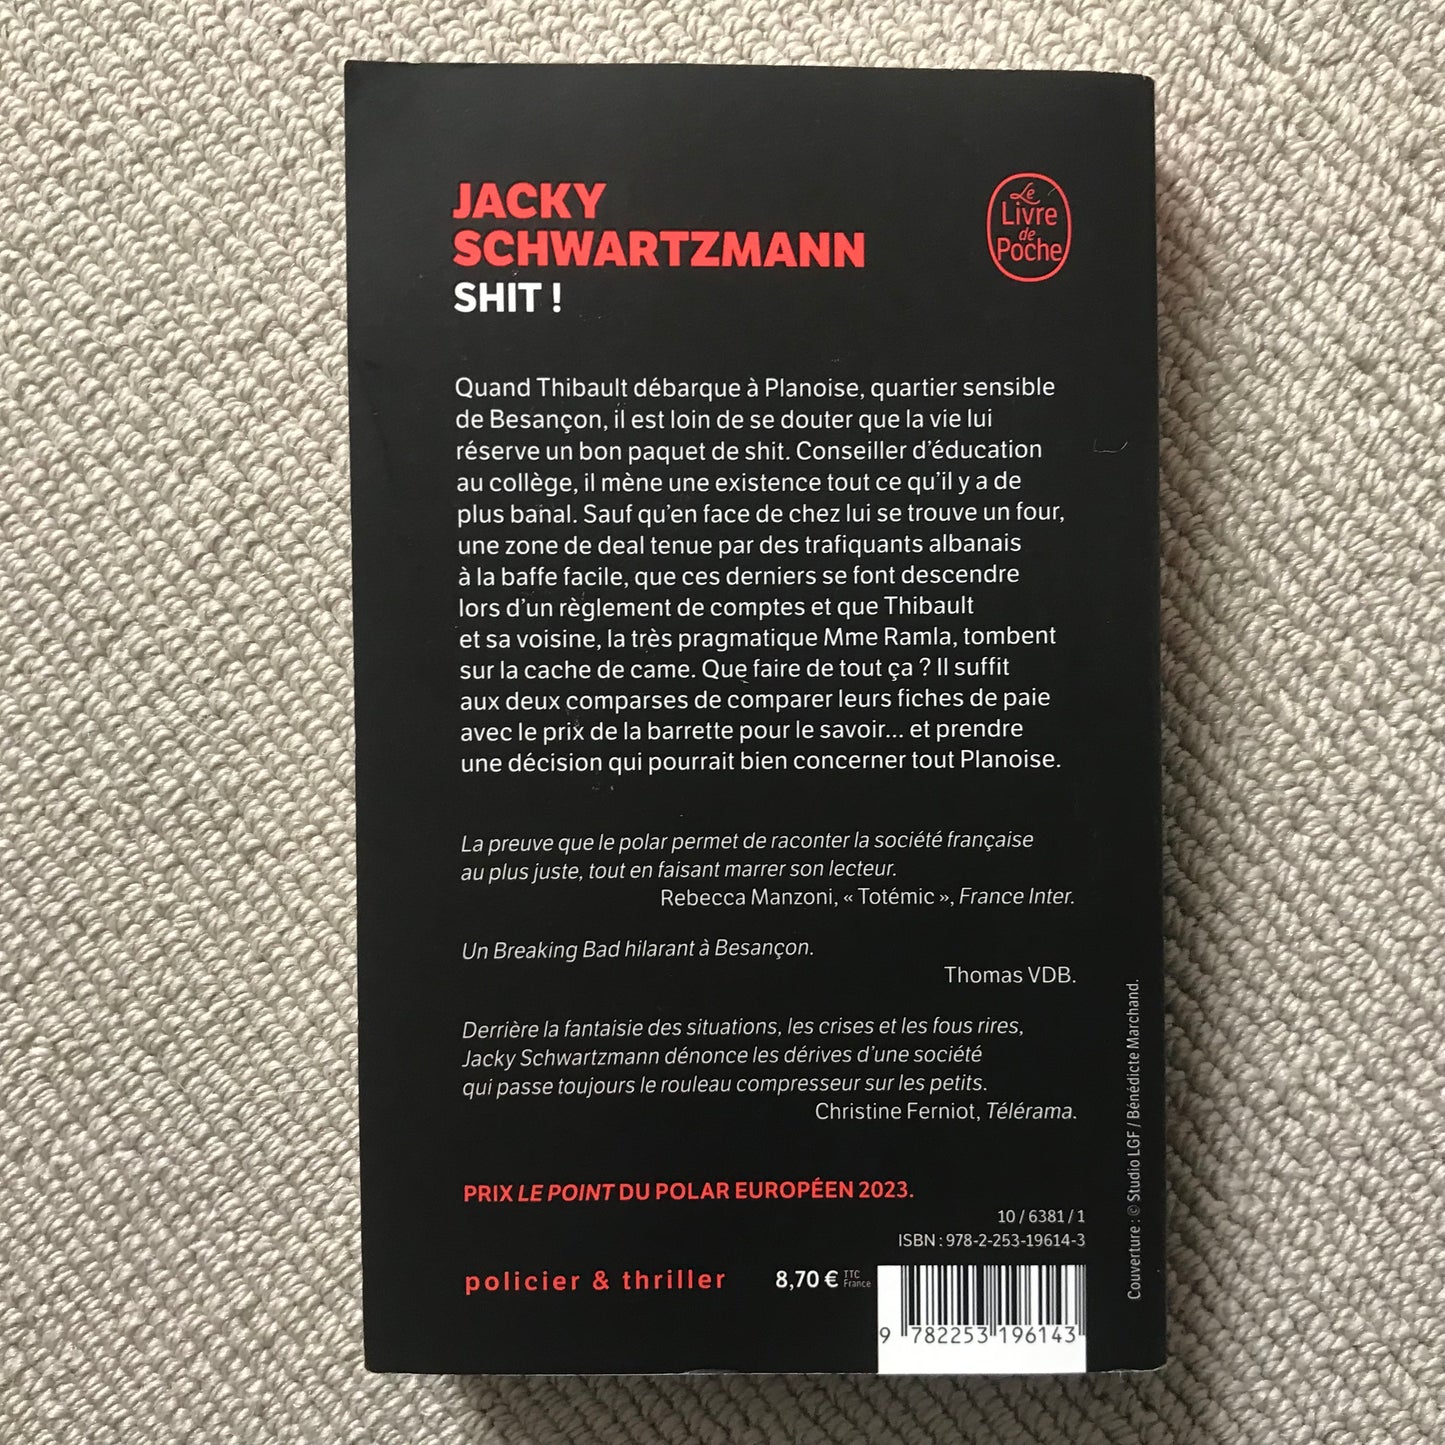 JACKY
SCHWARTZMANN
SHIT !
Le
Livre
de
Poche
Quand Thibault débarque à Planoise, quartier sensible
de Besançon, il est loin de se douter que la vie lui
réserve un bon paquet de shit. Conseiller d'éducation
au collège, il mène une existence tout ce qu'il y a de
plus banal. Sauf qu'en face de chez lui se trouve un four,
une zone de deal tenue par des trafiquants albanais
à la baffe facile, que ces derniers se font descendre
lors d'un règlement de comptes et que Thibault
et sa voisine, la très pragmatique Mme Ramla, tombent
sur la cache de came. Que faire de tout ça ? Il suffit
aux deux comparses de comparer leurs fiches de paie
avec le prix de la barrette pour le savoir... et prendre
une décision qui pourrait bien concerner tout Planoise.
La preuve que le polar permet de raconter la société française
au plus juste, tout en faisant marrer son lecteur.
Rebecca Manzoni, « Totémic », France Inter.
Un Breaking Bad hilarant à Besançon.
Thomas VDB.
Derrière la fantaisie des situations, les crises et les fous rires,
Jacky Schwartzmann dénonce les dérives d'une société
qui passe toujours le rouleau compresseur sur les petits.
Christine Ferniot, Télérama.
PRIX LE POINT DU POLAR EUROPÉEN 2023.
10 / 6381 / 1
ISBN : 978-2-253-19614-3
policier & thriller
8,70 € TTC France
9 782253 196143
Couverture : © Studio LGF / Bénédicte Marchand.